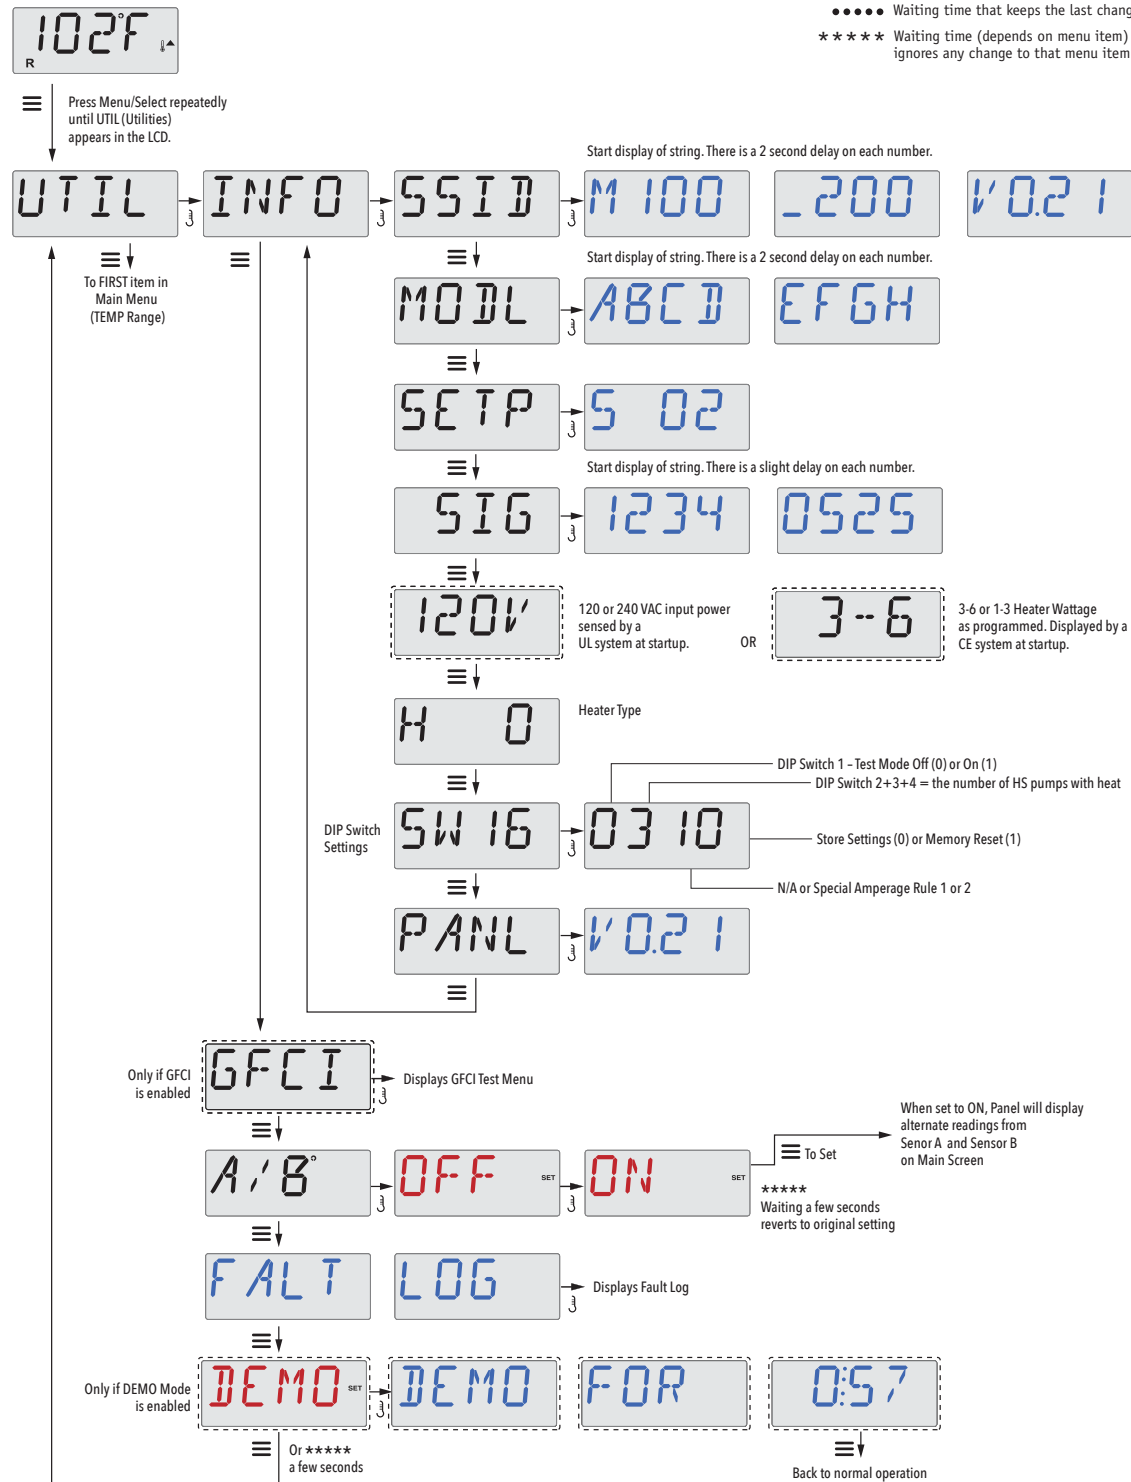 102°F
R
●●●●● Waiting time that keeps the last chang
***** Waiting time (depends on menu item)
ignores any change to that menu item
Press Menu/Select repeatedly
until UTIL (Utilities)
appears in the LCD.
Start display of string. There is a 2 second delay on each number.
UTIL
INFO
SSID
M100
_200
V0.21
To FIRST item in
Main Menu
(TEMP Range)
Start display of string. There is a 2 second delay on each number.
MODL
ABCD
EFGH
SETP
S 02
Start display of string. There is a slight delay on each number.
SIG
1234
0525
120V
120 or 240 VAC input power
sensed by a
UL system at startup.
OR
3-6
3-6 or 1-3 Heater Wattage
as programmed. Displayed by a
CE system at startup.
H 0
Heater Type
DIP Switch 1 – Test Mode Off (0) or On (1)
DIP Switch 2+3+4 = the number of HS pumps with heat
DIP Switch
Settings
SW16
0310
Store Settings (0) or Memory Reset (1)
N/A or Special Amperage Rule 1 or 2
PANL
V0.21
Only if GFCI
is enabled
GFCI
Displays GFCI Test Menu
A/B°
OFF
SET
ON
SET
To Set
When set to ON, Panel will display
alternate readings from
Senor A and Sensor B
on Main Screen
*****
Waiting a few seconds
reverts to original setting
FALT
LOG
Displays Fault Log
Only if DEMO Mode
is enabled
DEMO
SET
DEMO
FOR
0:57
Or *****
a few seconds
Back to normal operation